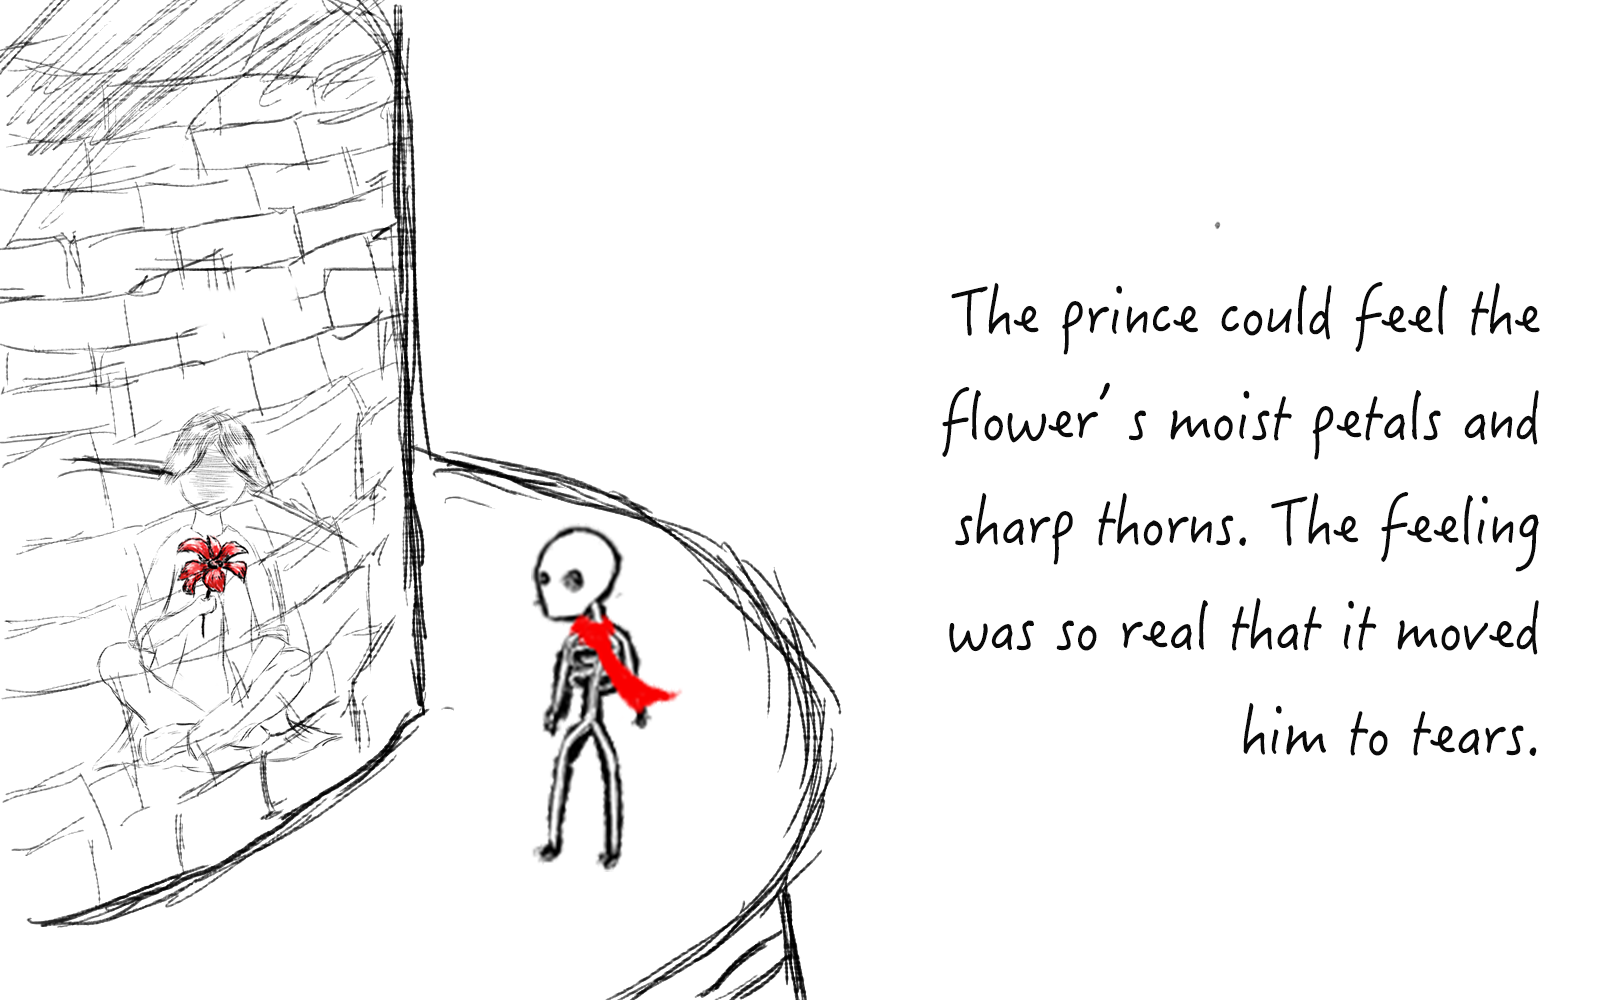 The prince could feel the
flower's moist petals and
sharp thorns. The feeling
was so real that it moved
him to tears.